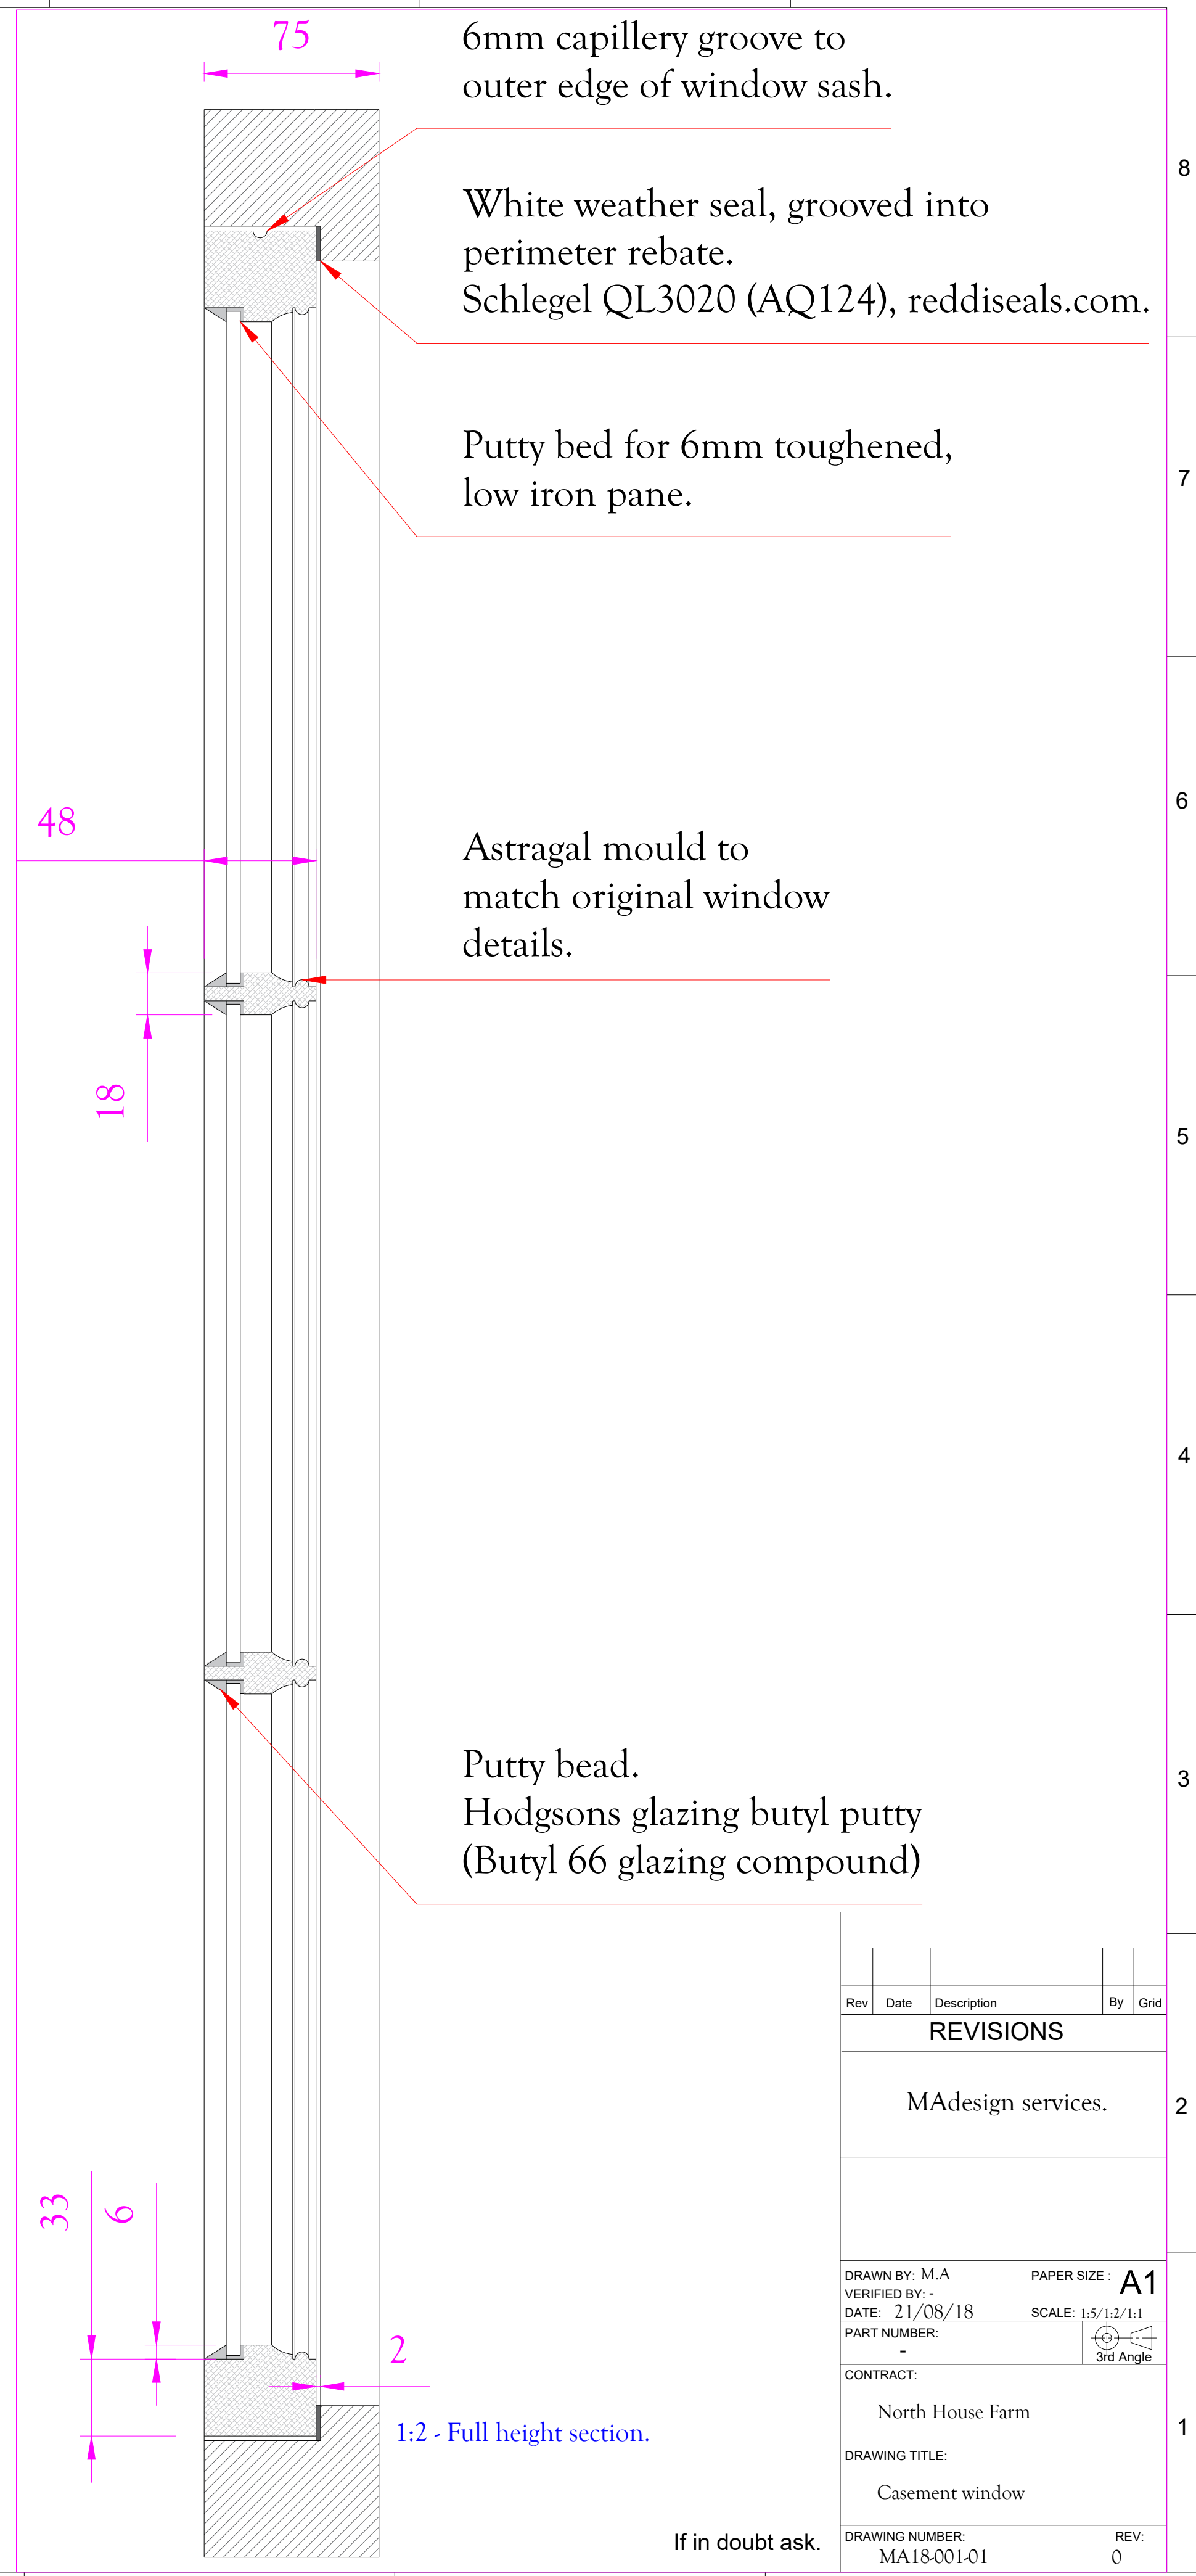 75
6mm capillery groove to
outer edge of window sash.
8
White weather seal, grooved into
perimeter rebate.
Schlegel QL3020 (AQ124), reddiseals.com.
Putty bed for 6mm toughened,
low iron pane.
7
6
48
Astragal mould to
match original window
details.
18
5
4
Putty bead.
Hodgsons glazing butyl putty
(Butyl 66 glazing compound)
3
Rev Date Description By Grid
REVISIONS
MAdesign services.
2
33
6
2
1:2 - Full height section.
If in doubt ask.
DRAWN BY: M.A
PAPER SIZE : A1
VERIFIED BY: -
DATE: 21/08/18
SCALE: 1:5/1:2/1:1
PART NUMBER:
-
3rd Angle
CONTRACT:
North House Farm
1
DRAWING TITLE:
Casement window
DRAWING NUMBER:
MA18-001-01
REV:
0